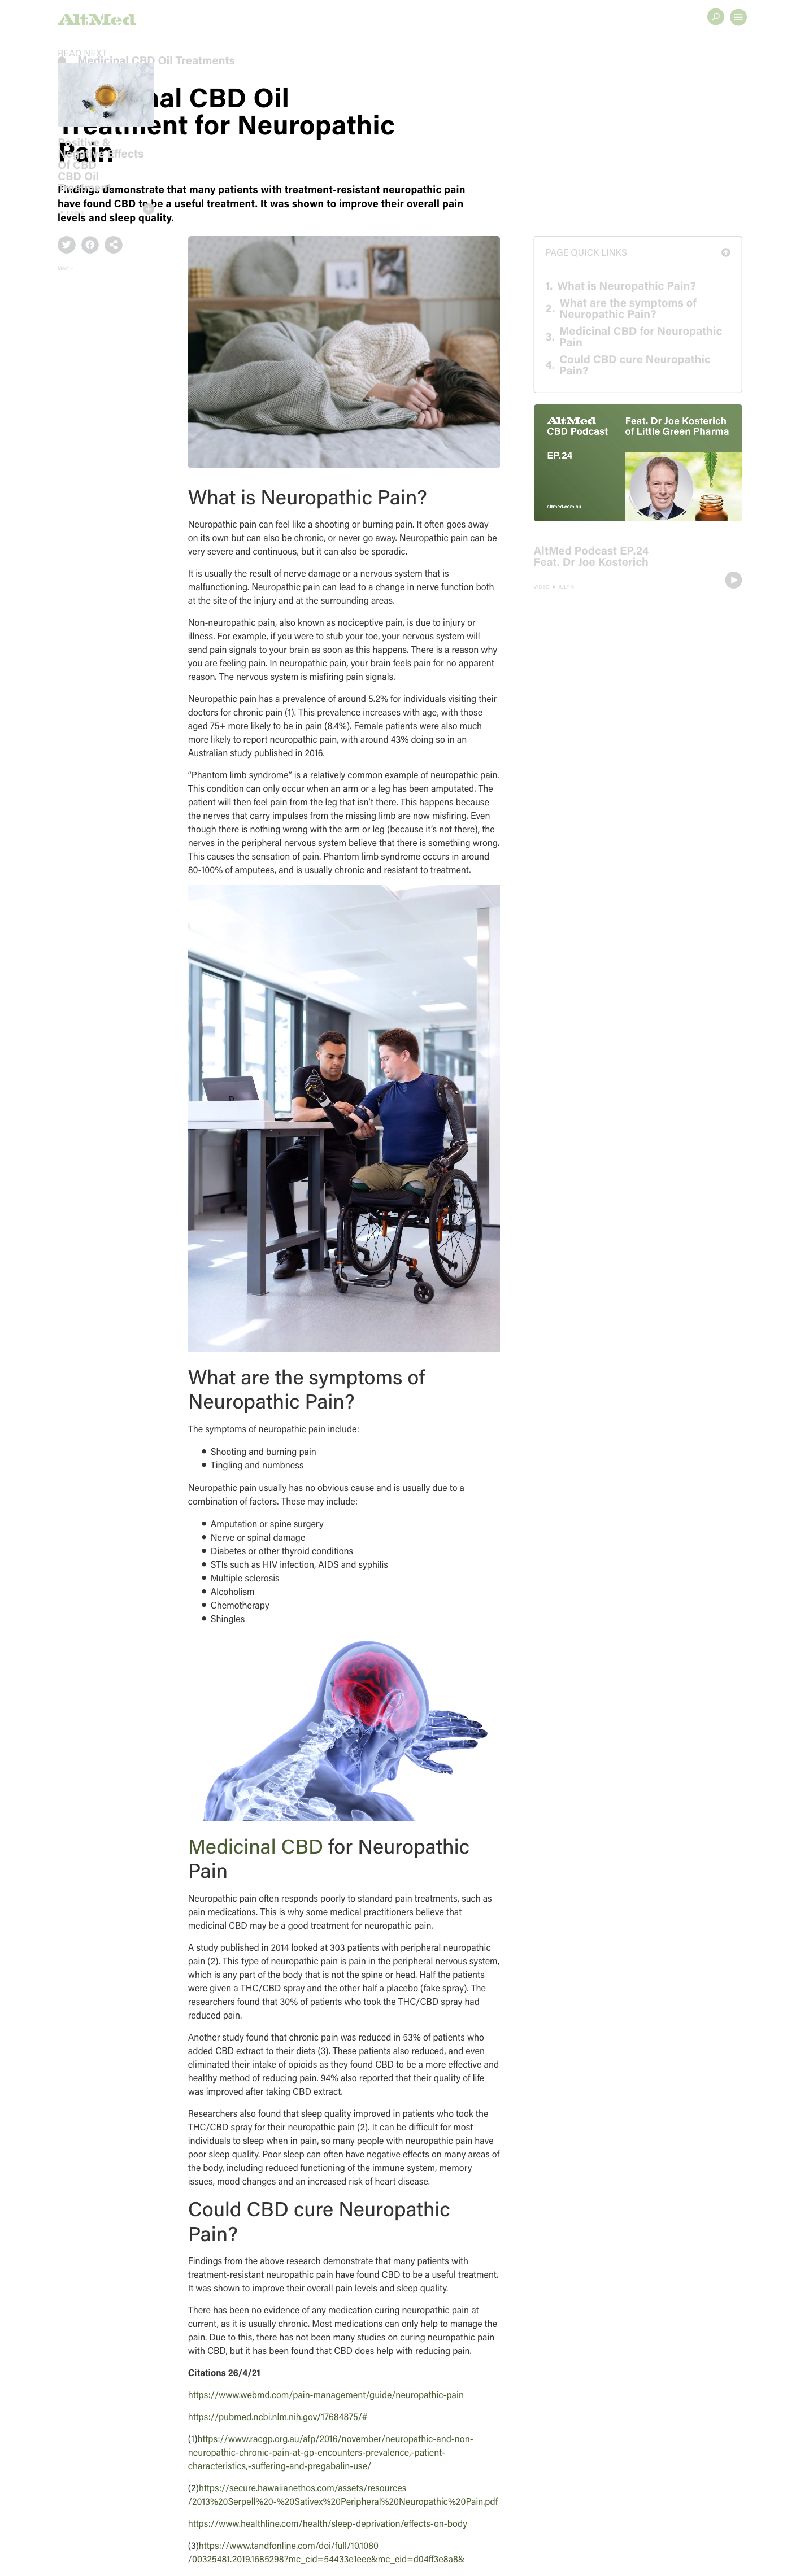 AltMed
READ NEXT
Medicinal CBD Oil Treatments
nal CBD Oil
Treatment for Neuropathic
Pain
Positive &
Negative Effects
Of CBD
CBD Oil
Findings demonstrate that many patients with treatment-resistant neuropathic pain
have found CBD to be a useful treatment. It was shown to improve their overall pain
levels and sleep quality.
MAY 11
PAGE QUICK LINKS
1. What is Neuropathic Pain?
2. What are the symptoms of
Neuropathic Pain?
3. Medicinal CBD for Neuropathic
Pain
4. Could CBD cure Neuropathic
Pain?
AltMed
CBD Podcast
Feat. Dr Joe Kosterich
of Little Green Pharma
EP.24
altmed.com.au
AltMed Podcast EP.24
Feat. Dr Joe Kosterich
VIDEO • JULY
What is Neuropathic Pain?
Neuropathic pain can feel like a shooting or burning pain. It often goes away
on its own but can also be chronic, or never go away. Neuropathic pain can be
very severe and continuous, but it can also be sporadic.
It is usually the result of nerve damage or a nervous system that is
malfunctioning. Neuropathic pain can lead to a change in nerve function both
at the site of the injury and at the surrounding areas.
Non-neuropathic pain, also known as nociceptive pain, is due to injury or
illness. For example, if you were to stub your toe, your nervous system will
send pain signals to your brain as soon as this happens. There is a reason why
you are feeling pain. In neuropathic pain, your brain feels pain for no apparent
reason. The nervous system is misfiring pain signals.
Neuropathic pain has a prevalence of around 5.2% for individuals visiting their
doctors for chronic pain (1). This prevalence increases with age, with those
aged 75+ more likely to be in pain (8.4%). Female patients were also much
more likely to report neuropathic pain, with around 43% doing so in an
Australian study published in 2016.
“Phantom limb syndrome” is a relatively common example of neuropathic pain.
This condition can only occur when an arm or a leg has been amputated. The
patient will then feel pain from the leg that isn’t there. This happens because
the nerves that carry impulses from the missing limb are now misfiring. Even
though there is nothing wrong with the arm or leg (because it’s not there), the
nerves in the peripheral nervous system believe that there is something wrong.
This causes the sensation of pain. Phantom limb syndrome occurs in around
80-100% of amputees, and is usually chronic and resistant to treatment.
What are the symptoms of
Neuropathic Pain?
The symptoms of neuropathic pain include:
• Shooting and burning pain
• Tingling and numbness
Neuropathic pain usually has no obvious cause and is usually due to a
combination of factors. These may include:
• Amputation or spine surgery
• Nerve or spinal damage
• Diabetes or other thyroid conditions
• STIs such as HIV infection, AIDS and syphilis
• Multiple sclerosis
• Alcoholism
• Chemotherapy
• Shingles
Medicinal CBD for Neuropathic
Pain
Neuropathic pain often responds poorly to standard pain treatments, such as
pain medications. This is why some medical practitioners believe that
medicinal CBD may be a good treatment for neuropathic pain.
A study published in 2014 looked at 303 patients with peripheral neuropathic
pain (2). This type of neuropathic pain is pain in the peripheral nervous system,
which is any part of the body that is not the spine or head. Half the patients
were given a THC/CBD spray and the other half a placebo (fake spray). The
researchers found that 30% of patients who took the THC/CBD spray had
reduced pain.
Another study found that chronic pain was reduced in 53% of patients who
added CBD extract to their diets (3). These patients also reduced, and even
eliminated their intake of opioids as they found CBD to be a more effective and
healthy method of reducing pain. 94% also reported that their quality of life
was improved after taking CBD extract.
Researchers also found that sleep quality improved in patients who took the
THC/CBD spray for their neuropathic pain (2). It can be difficult for most
individuals to sleep when in pain, so many people with neuropathic pain have
poor sleep quality. Poor sleep can often have negative effects on many areas of
the body, including reduced functioning of the immune system, memory
issues, mood changes and an increased risk of heart disease.
Could CBD cure Neuropathic
Pain?
Findings from the above research demonstrate that many patients with
treatment-resistant neuropathic pain have found CBD to be a useful treatment.
It was shown to improve their overall pain levels and sleep quality.
There has been no evidence of any medication curing neuropathic pain at
current, as it is usually chronic. Most medications can only help to manage the
pain. Due to this, there has not been many studies on curing neuropathic pain
with CBD, but it has been found that CBD does help with reducing pain.
Citations 26/4/21
https://www.webmd.com/pain-management/guide/neuropathic-pain
https://pubmed.ncbi.nlm.nih.gov/17684875/#
(1)https://www.racgp.org.au/afp/2016/november/neuropathic-and-non-
neuropathic-chronic-pain-at-gp-encounters-prevalence,-patient-
characteristics,-suffering-and-pregabalin-use/
(2)https://secure.hawaiianethos.com/assets/resources
/2013%20Serpell%20-%20Sativex%20Peripheral%20Neuropathic%20Pain.pdf
https://www.healthline.com/health/sleep-deprivation/effects-on-body
(3)https://www.tandfonline.com/doi/full/10.1080
/00325481.2019.1685298?mc_cid=54433e1eee&mc_eid=d04ff3e8a8&